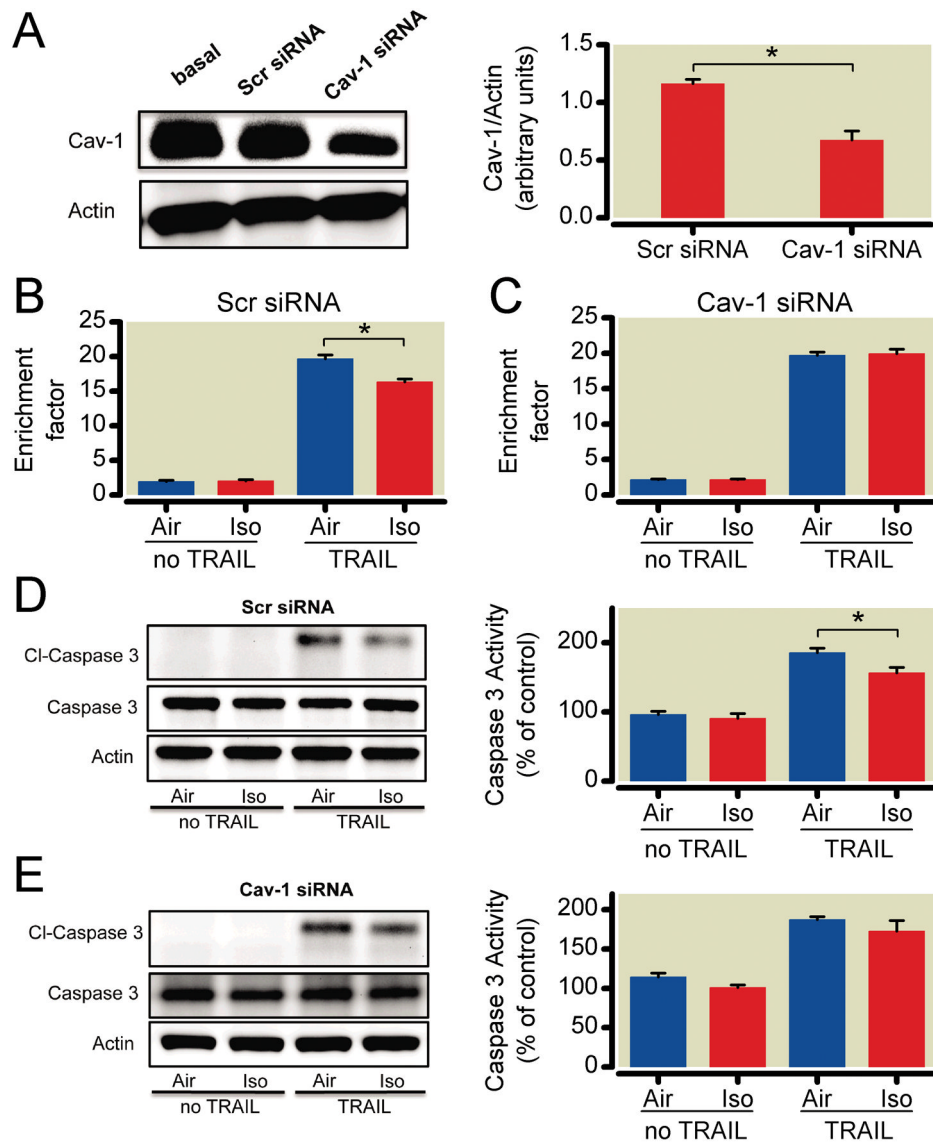 A
basal
Scr siRNA
Cav-1 siRNA
Cav-1
Actin
Cav-1/Actin
(arbitrary units)
1.5
1.0
0.5
0.0
*
Scr siRNA
Cav-1 siRNA
B
Scr siRNA
Enrichment
factor
25
20
15
10
5
0
*
Air
Iso
Air
Iso
no TRAIL
TRAIL
C
Cav-1 siRNA
Enrichment
factor
25
20
15
10
5
0
Air
Iso
Air
Iso
no TRAIL
TRAIL
D
Scr siRNA
Cl-Caspase 3
Caspase 3
Actin
Air
Iso
Air
Iso
no TRAIL
TRAIL
Caspase 3 Activity
(% of control)
200
100
0
*
Air
Iso
Air
Iso
no TRAIL
TRAIL
E
Cav-1 siRNA
Cl-Caspase 3
Caspase 3
Actin
Air
Iso
Air
Iso
no TRAIL
TRAIL
Caspase 3 Activity
(% of control)
200
150
100
50
0
Air
Iso
Air
Iso
no TRAIL
TRAIL